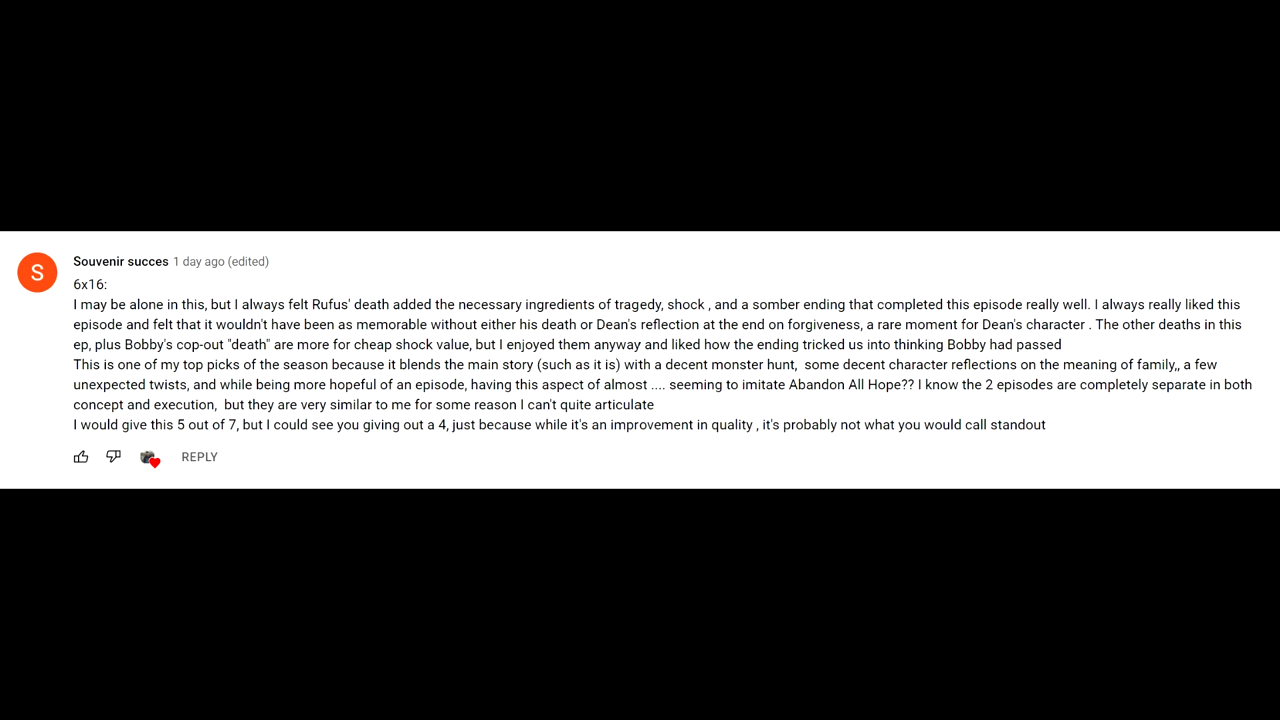 S
Souvenir succes 1 day ago (edited)
6x16:
I may be alone in this, but I always felt Rufus' death added the necessary ingredients of tragedy, shock , and a somber ending that completed this episode really well. I always really liked this
episode and felt that it wouldn't have been as memorable without either his death or Dean's reflection at the end on forgiveness, a rare moment for Dean's character . The other deaths in this
ep, plus Bobby's cop-out "death" are more for cheap shock value, but I enjoyed them anyway and liked how the ending tricked us into thinking Bobby had passed
This is one of my top picks of the season because it blends the main story (such as it is) with a decent monster hunt,  some decent character reflections on the meaning of family,, a few
unexpected twists, and while being more hopeful of an episode, having this aspect of almost .... seeming to imitate Abandon All Hope?? I know the 2 episodes are completely separate in both
concept and execution,  but they are very similar to me for some reason I can't quite articulate
I would give this 5 out of 7, but I could see you giving out a 4, just because while it's an improvement in quality , it's probably not what you would call standout
REPLY